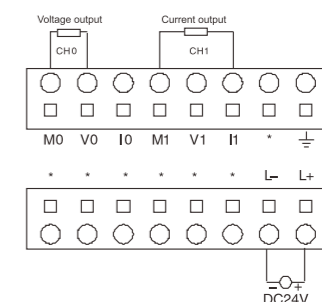 Voltage output Current output
CH0 CH1
M0 V0 I0 M1 V1 I1 *
* * * * * * L− L+
− +
DC24V